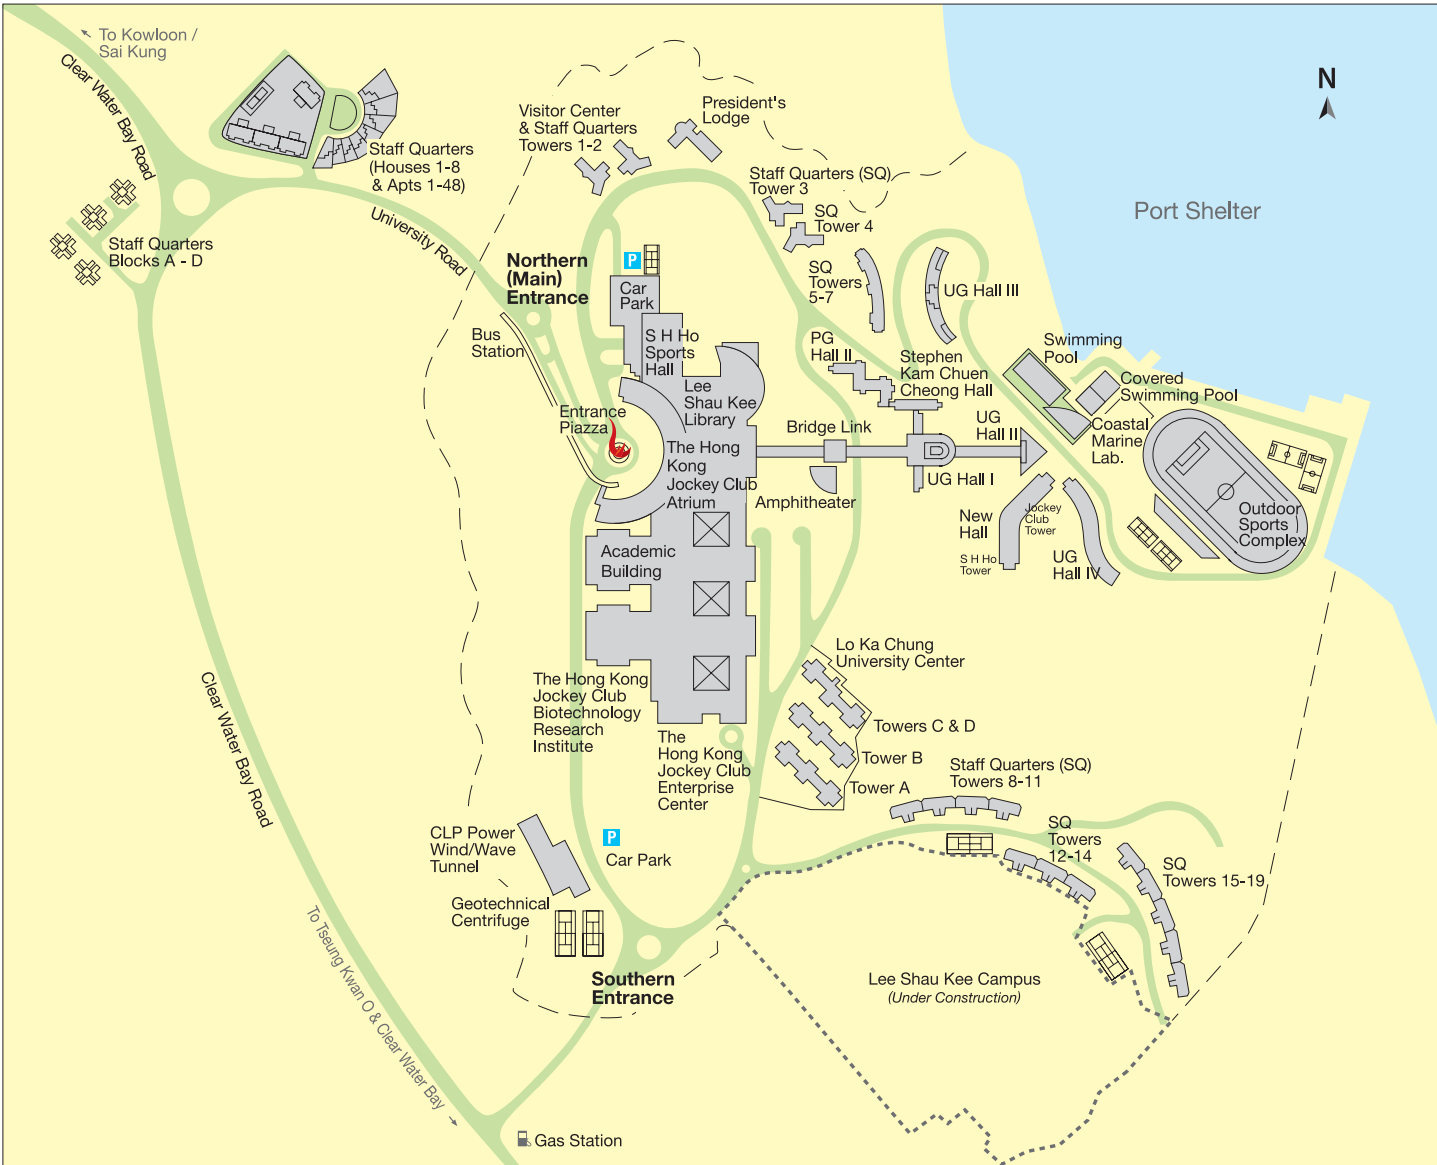 To Kowloon /
Sai Kung
Clear Water Bay Road
Staff Quarters
(Houses 1-8
& Apts 1-48)
Staff Quarters
Blocks A - D
University Road
Visitor Center
& Staff Quarters
Towers 1-2
President's
Lodge
Staff Quarters (SQ)
Tower 3
SQ
Tower 4
SQ
Towers
5-7
UG Hall III
Port Shelter
N
Northern
(Main)
Entrance
P
Car
Park
Bus
Station
S H Ho
Sports
Hall
Lee
Shau Kee
Library
PG
Hall II
Stephen
Kam Chuen
Cheong Hall
Swimming
Pool
Covered
Swimming Pool
Coastal
Marine
Lab.
Entrance
Piazza
The Hong
Kong
Jockey Club
Atrium
Bridge Link
UG
Hall II
UG Hall I
Amphitheater
New
Hall
Jockey
Club
Tower
S H Ho
Tower
UG
Hall IV
Outdoor
Sports
Complex
Academic
Building
Lo Ka Chung
University Center
Towers C & D
Tower B
Tower A
The Hong Kong
Jockey Club
Biotechnology
Research
Institute
The
Hong Kong
Jockey Club
Enterprise
Center
Clear Water Bay Road
Staff Quarters (SQ)
Towers 8-11
SQ
Towers
12-14
SQ
Towers 15-19
CLP Power
Wind/Wave
Tunnel
P
Car Park
Geotechnical
Centrifuge
Southern
Entrance
Lee Shau Kee Campus
(Under Construction)
To Tseung Kwan O & Clear Water Bay
Gas Station